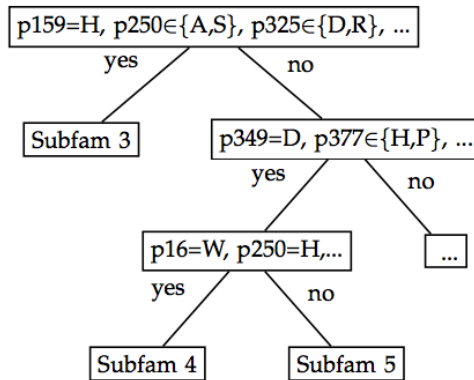 p159=H, p250∈{A,S}, p325∈{D,R}, ...
yes
no
Subfam 3
p349=D, p377∈{H,P}, ...
yes
no
p16=W, p250=H,...
...
yes
no
Subfam 4
Subfam 5